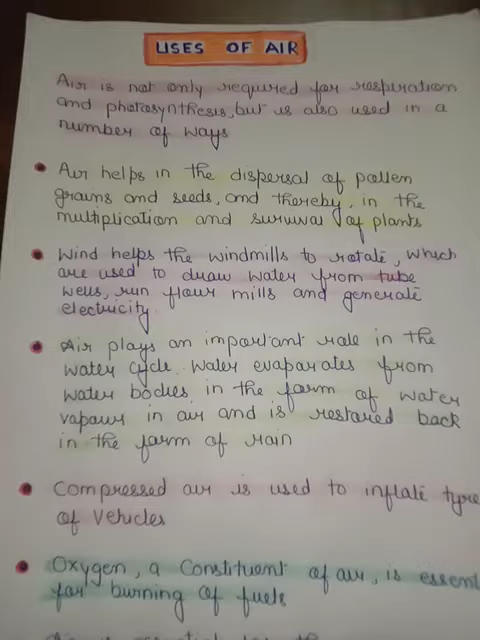 USES OF AIR
Air is not only required for respiration
and photosynthesis, but is also used in a
number of ways
• Air helps in the dispersal of pollen
grains and seeds, and thereby, in the
multiplication and survival of plants
• Wind helps the windmills to rotate, which
are used to draw water from tube
wells, run flour mills and generate
electricity.
• Air plays an important role in the
water cycle. Water evaporates from
water bodies in the form of water
vapour in air and is restored back
in the form of rain
• Compressed air is used to inflate tyre
of vehicles
• Oxygen, a constituent of air, is essent
for burning of fuels